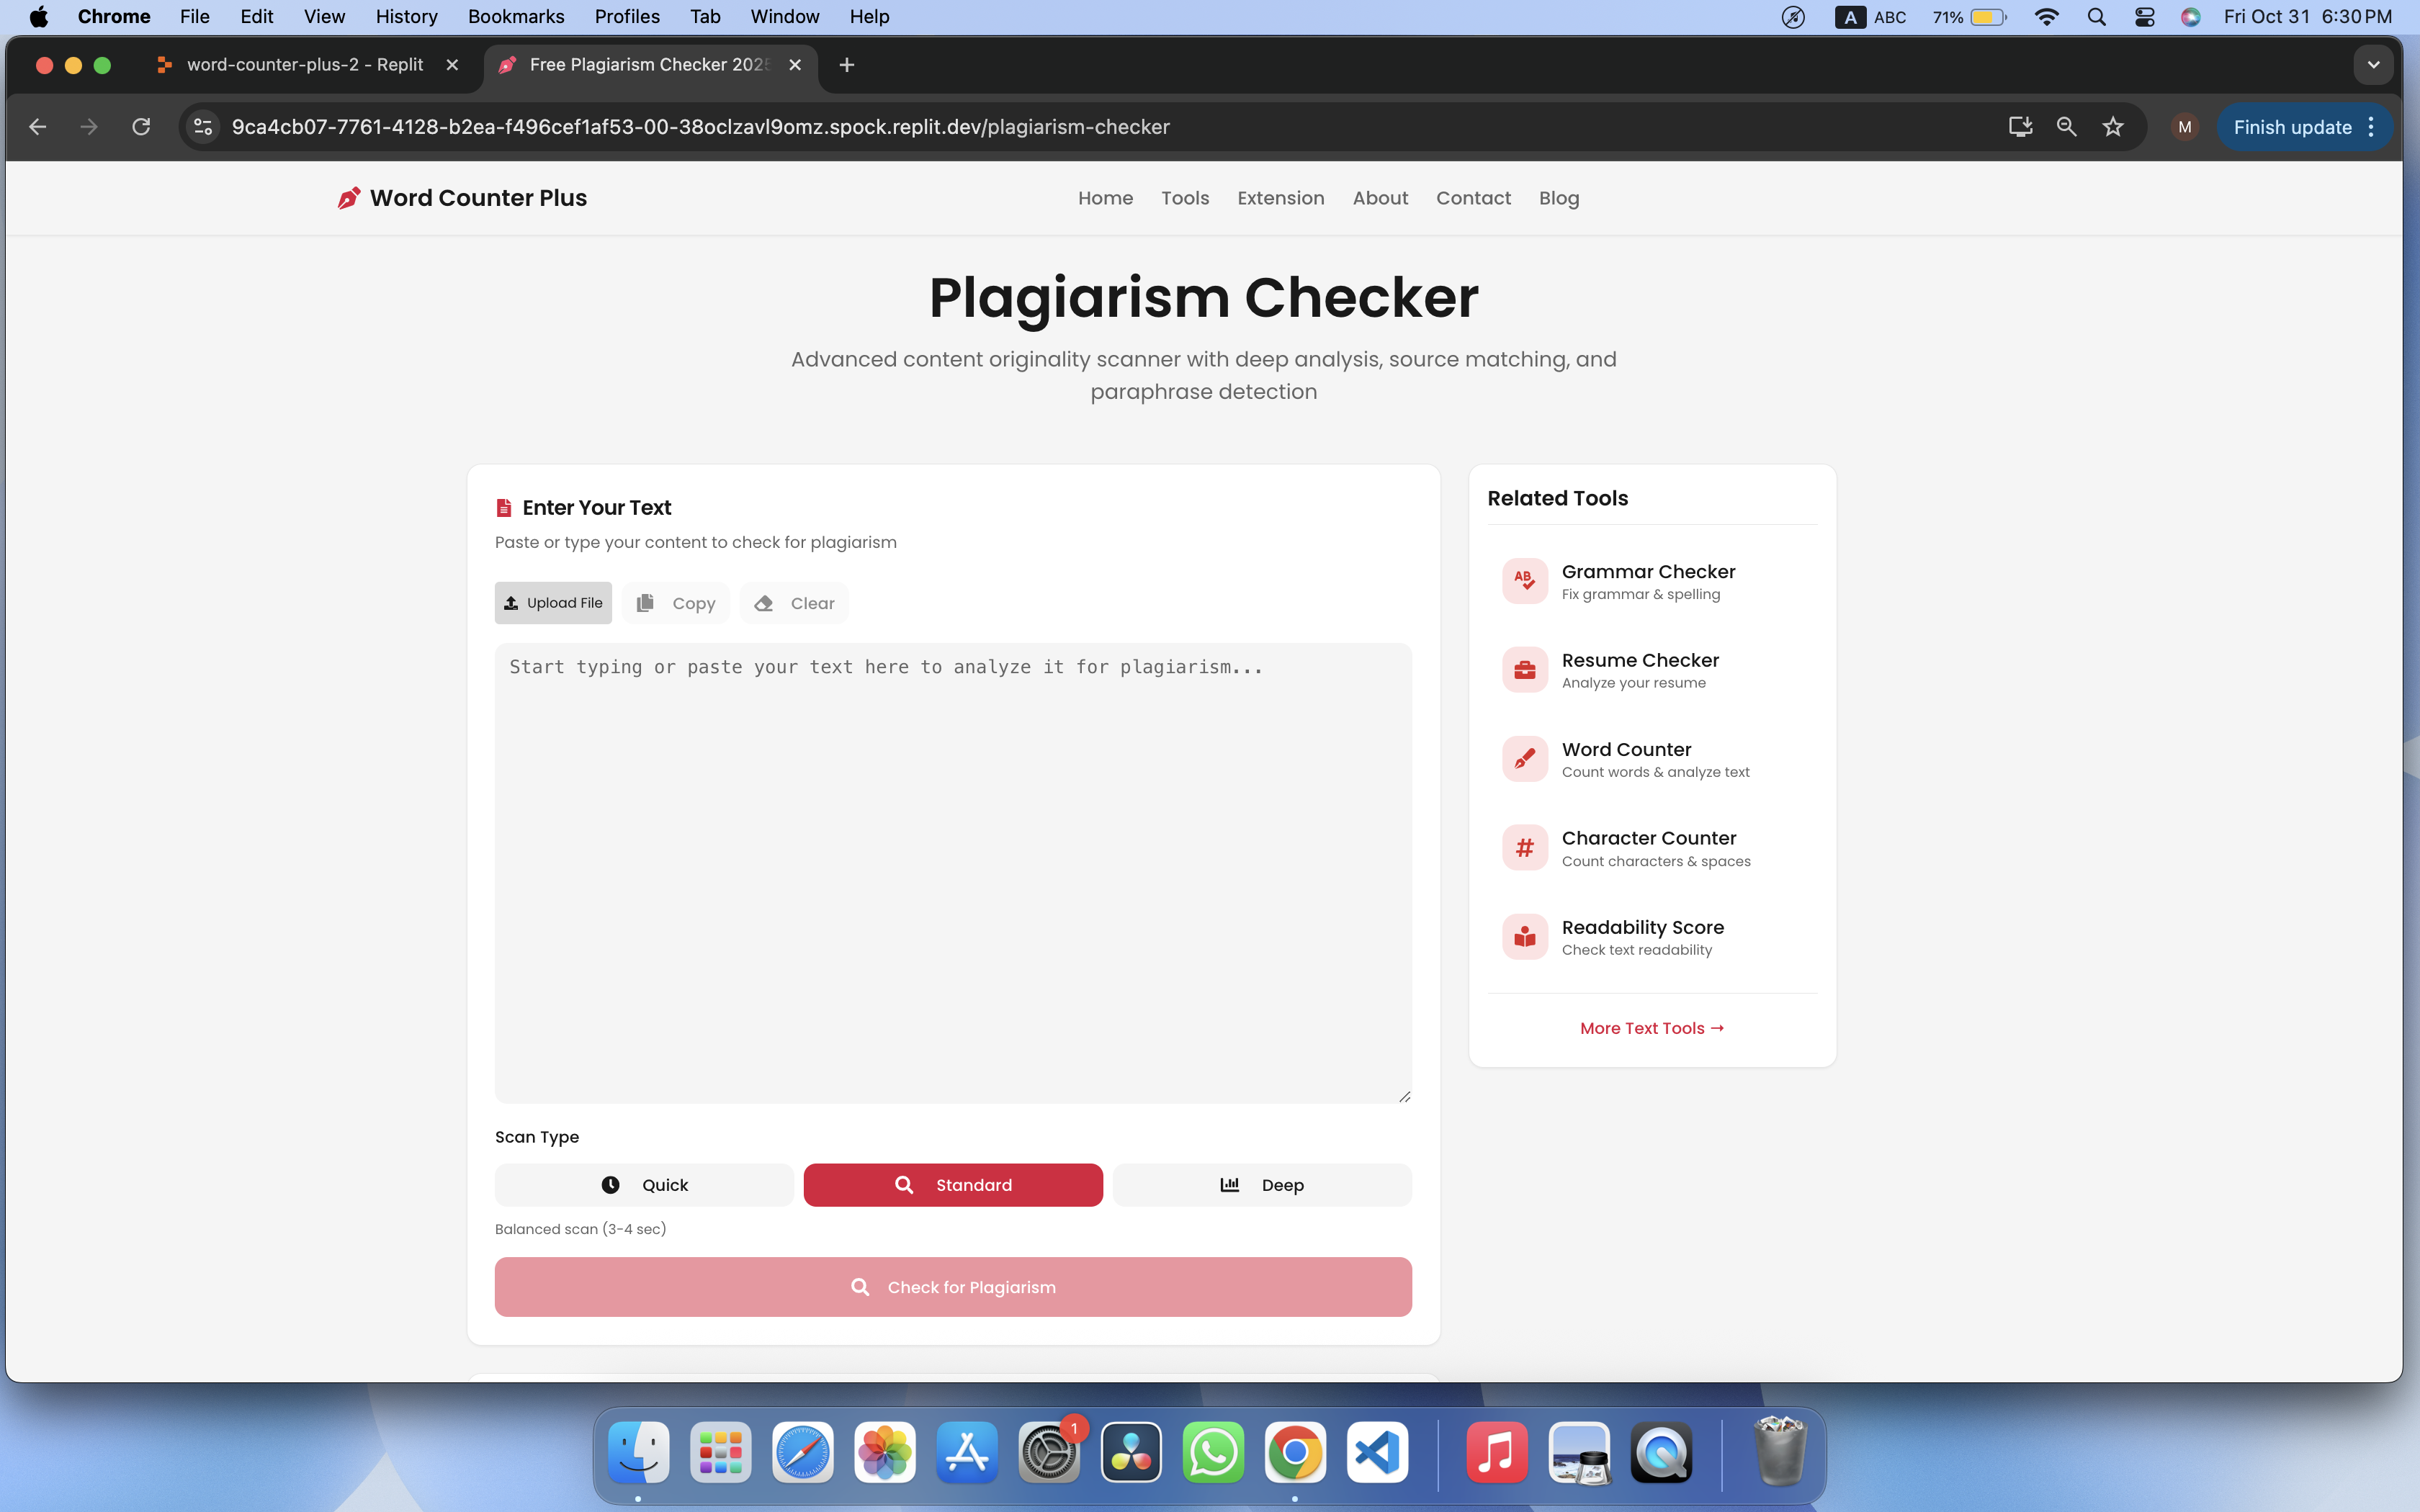 Chrome File Edit View History Bookmarks Profiles Tab Window Help A ABC 71% Fri Oct 31 6:30 PM
word-counter-plus-2 - Replit Free Plagiarism Checker 2025
9ca4cb07-7761-4128-b2ea-f496cef1af53-00-38oclzavl9omz.spock.replit.dev/plagiarism-checker M Finish update
Word Counter Plus Home Tools Extension About Contact Blog
Plagiarism Checker
Advanced content originality scanner with deep analysis, source matching, and
paraphrase detection
Enter Your Text
Paste or type your content to check for plagiarism
Upload File Copy Clear
Start typing or paste your text here to analyze it for plagiarism...
Scan Type
Quick Standard Deep
Balanced scan (3-4 sec)
Check for Plagiarism
Related Tools
AB
Grammar Checker
Fix grammar & spelling
Resume Checker
Analyze your resume
Word Counter
Count words & analyze text
#
Character Counter
Count characters & spaces
Readability Score
Check text readability
More Text Tools →
1